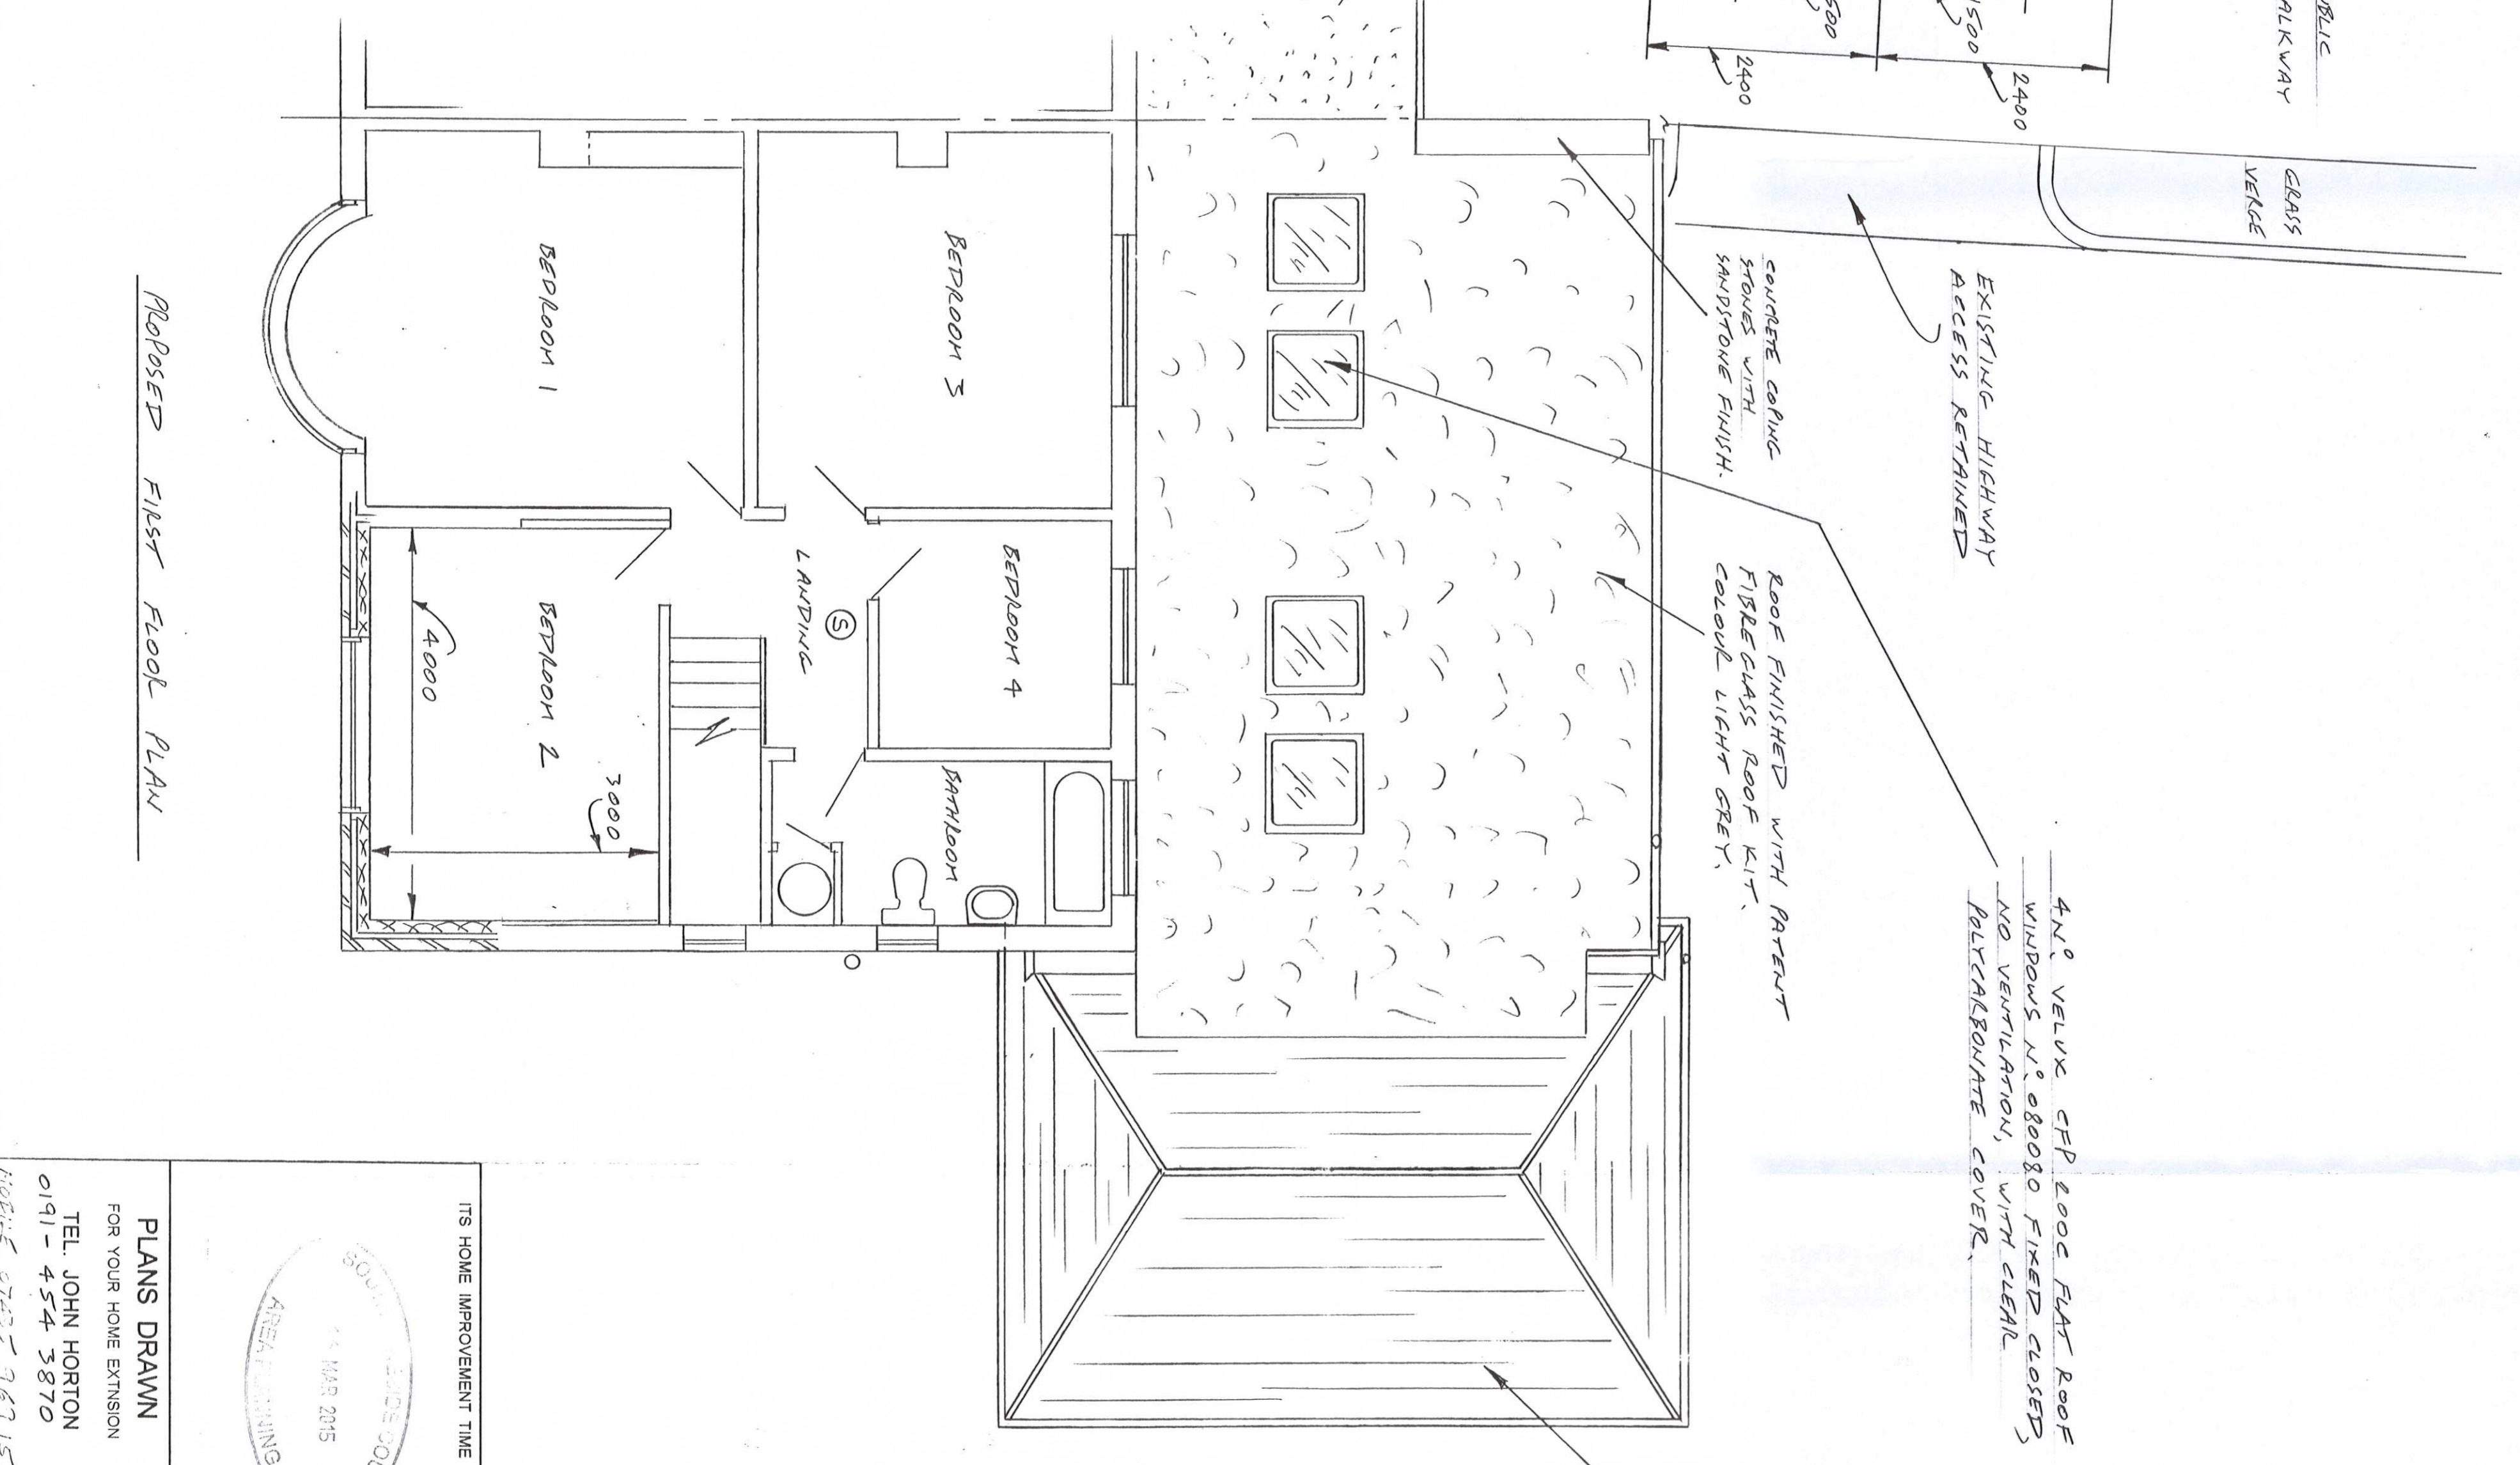 2400
2400
1500
GRASS
VERGE
EXISTING HIGHWAY
ACCESS RETAINED
CONCRETE COPING
STONES WITH
SANDSTONE FINISH.
ROOF FINISHED WITH PATENT
FIBREGLASS ROOF KIT.
COLOUR LIGHT GREY.
4 Nº VELUX CFP 200C FLAT ROOF
WINDOWS Nº 080080 FIXED CLOSED,
NO VENTILATION, WITH CLEAR
POLYCARBONATE COVER.
BEDROOM 3
BEDROOM 4
BATHROOM
LANDING
S
BEDROOM 1
BEDROOM 2
3000
4000
PROPOSED FIRST FLOOR PLAN
ITS HOME IMPROVEMENT TIME
MAR 2015
PLANS DRAWN
FOR YOUR HOME EXTNSION
TEL. JOHN HORTON
0191-454 3870